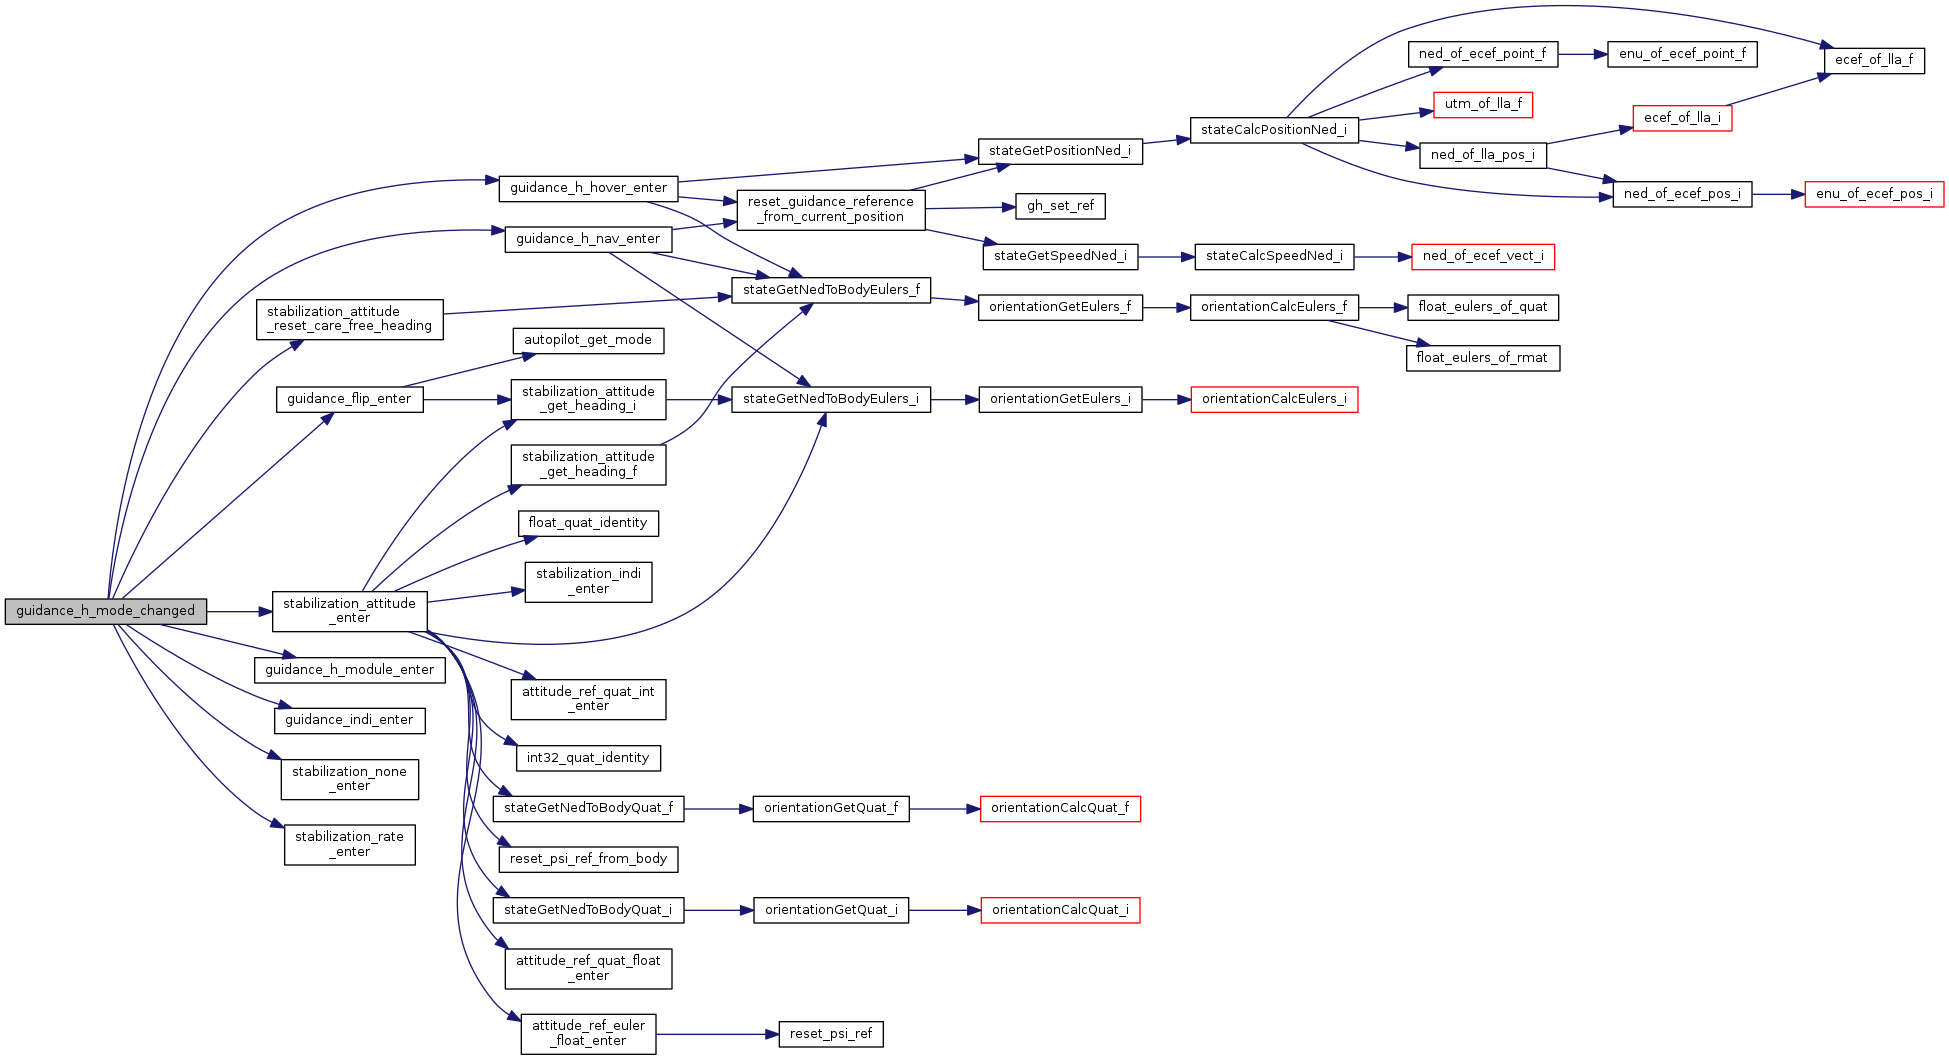 guidance_h_mode_changed
guidance_h_hover_enter
guidance_h_nav_enter
stabilization_attitude
_reset_care_free_heading
guidance_flip_enter
stabilization_attitude
_enter
guidance_h_module_enter
guidance_indi_enter
stabilization_none
_enter
stabilization_rate
_enter
autopilot_get_mode
stabilization_attitude
_get_heading_i
stabilization_attitude
_get_heading_f
float_quat_identity
stabilization_indi
_enter
attitude_ref_quat_int
_enter
int32_quat_identity
stateGetNedToBodyQuat_f
reset_psi_ref_from_body
stateGetNedToBodyQuat_i
attitude_ref_quat_float
_enter
attitude_ref_euler
_float_enter
reset_guidance_reference
_from_current_position
stateGetNedToBodyEulers_f
stateGetNedToBodyEulers_i
orientationGetQuat_f
orientationGetQuat_i
reset_psi_ref
stateGetPositionNed_i
gh_set_ref
stateGetSpeedNed_i
orientationGetEulers_f
orientationGetEulers_i
orientationCalcQuat_f
orientationCalcQuat_i
stateCalcPositionNed_i
stateCalcSpeedNed_i
orientationCalcEulers_f
orientationCalcEulers_i
ned_of_ecef_point_f
utm_of_lla_f
ned_of_lla_pos_i
ned_of_ecef_vect_i
float_eulers_of_quat
float_eulers_of_rmat
enu_of_ecef_point_f
ecef_of_lla_i
ned_of_ecef_pos_i
ecef_of_lla_f
enu_of_ecef_pos_i